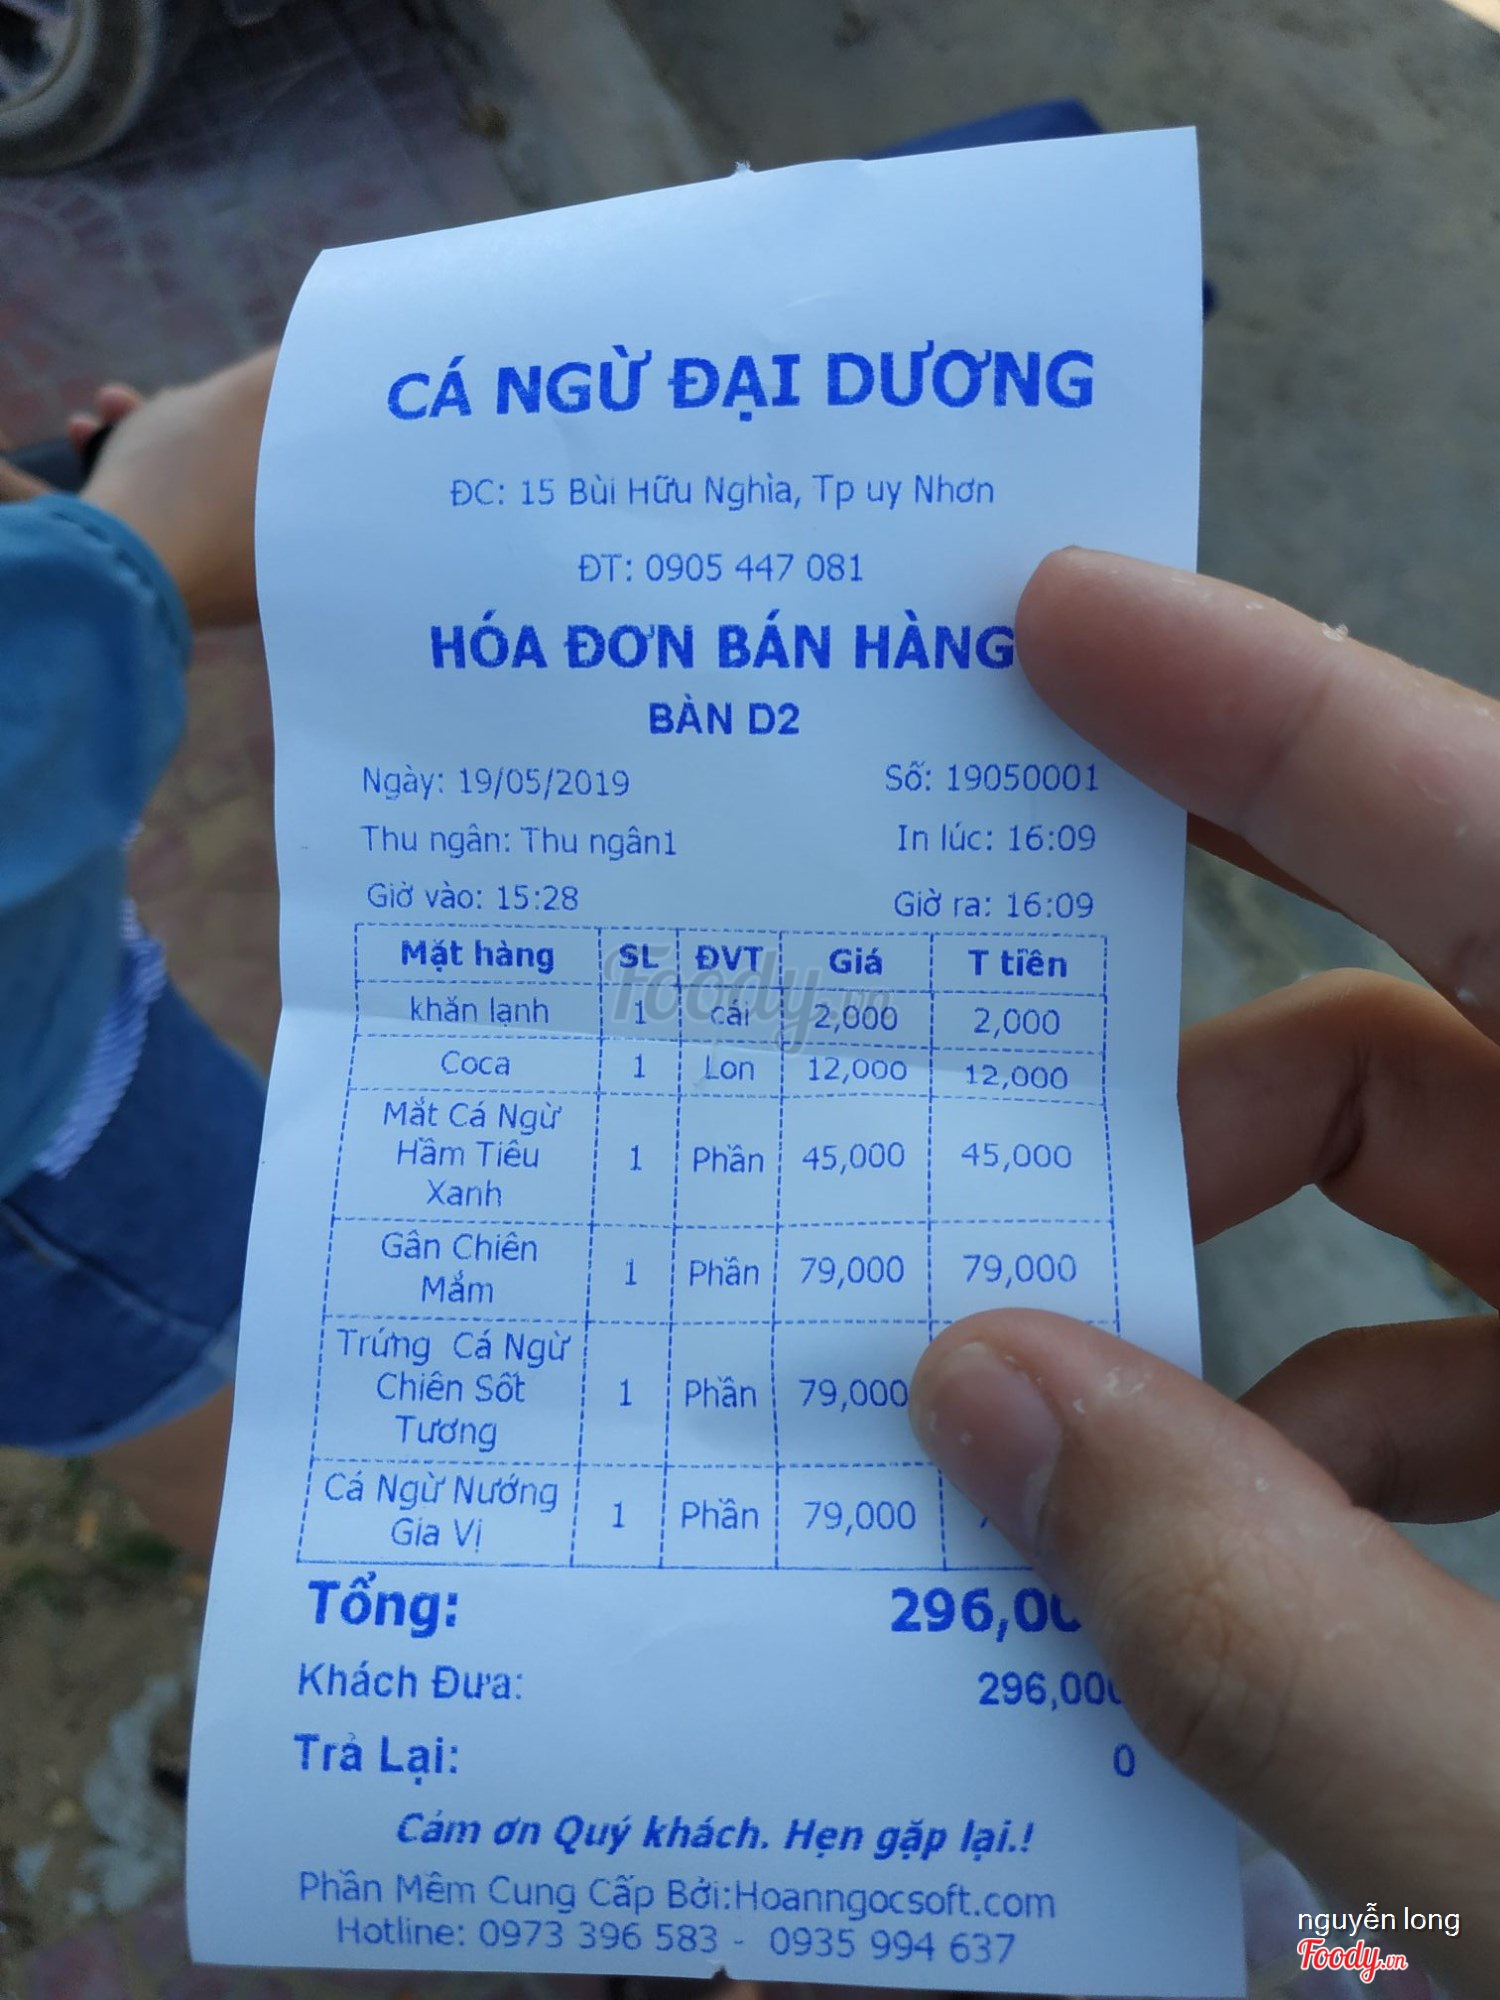 CÁ NGỪ ĐẠI DƯƠNG
ĐC: 15 Bùi Hữu Nghìa, Tp uy Nhơn
ĐT: 0905 447 081
HÓA ĐƠN BÁN HÀNG
BÀN D2
Ngày: 19/05/2019 Số: 19050001
Thu ngân: Thu ngân1 In lúc: 16:09
Giờ vào: 15:28 Giờ ra: 16:09
Mặt hàng SL ĐVT Giá T tiền
khăn lạnh 1 cái 2,000 2,000
Coca 1 Lon 12,000 12,000
Mắt Cá Ngừ
Hầm Tiêu 1 Phần 45,000 45,000
Xanh
Gân Chiên
Mắm 1 Phần 79,000 79,000
Trứng Cá Ngừ
Chiên Sốt 1 Phần 79,000
Tương
Cá Ngừ Nướng
Gia Vị 1 Phần 79,000
Tổng: 296,00
Khách Đưa: 296,000
Trả Lại: 0
Cảm ơn Quý khách. Hẹn gặp lại.!
Phần Mềm Cung Cấp Bởi:Hoanngocsoft.com
Hotline: 0973 396 583 - 0935 994 637
Foody.vn
nguyễn long
Foody.vn